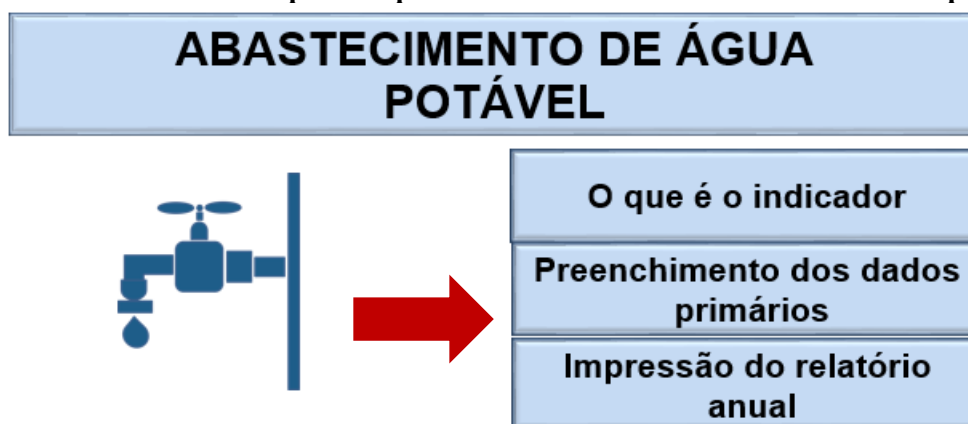 ABASTECIMENTO DE ÁGUA
POTÁVEL
O que é o indicador
Preenchimento dos dados
primários
Impressão do relatório
anual